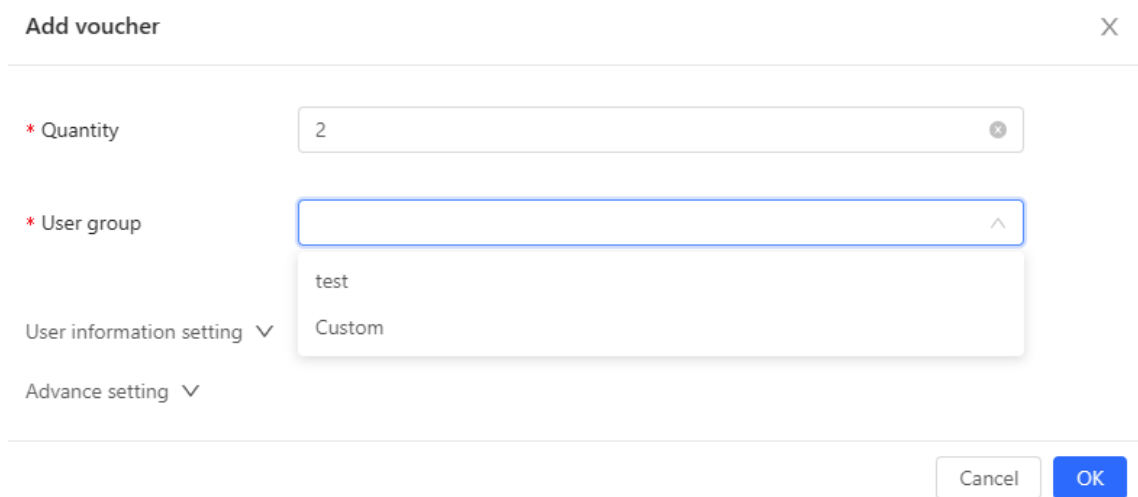 Add voucher
* Quantity
2
* User group
test
Custom
User information setting
Advance setting
Cancel
OK